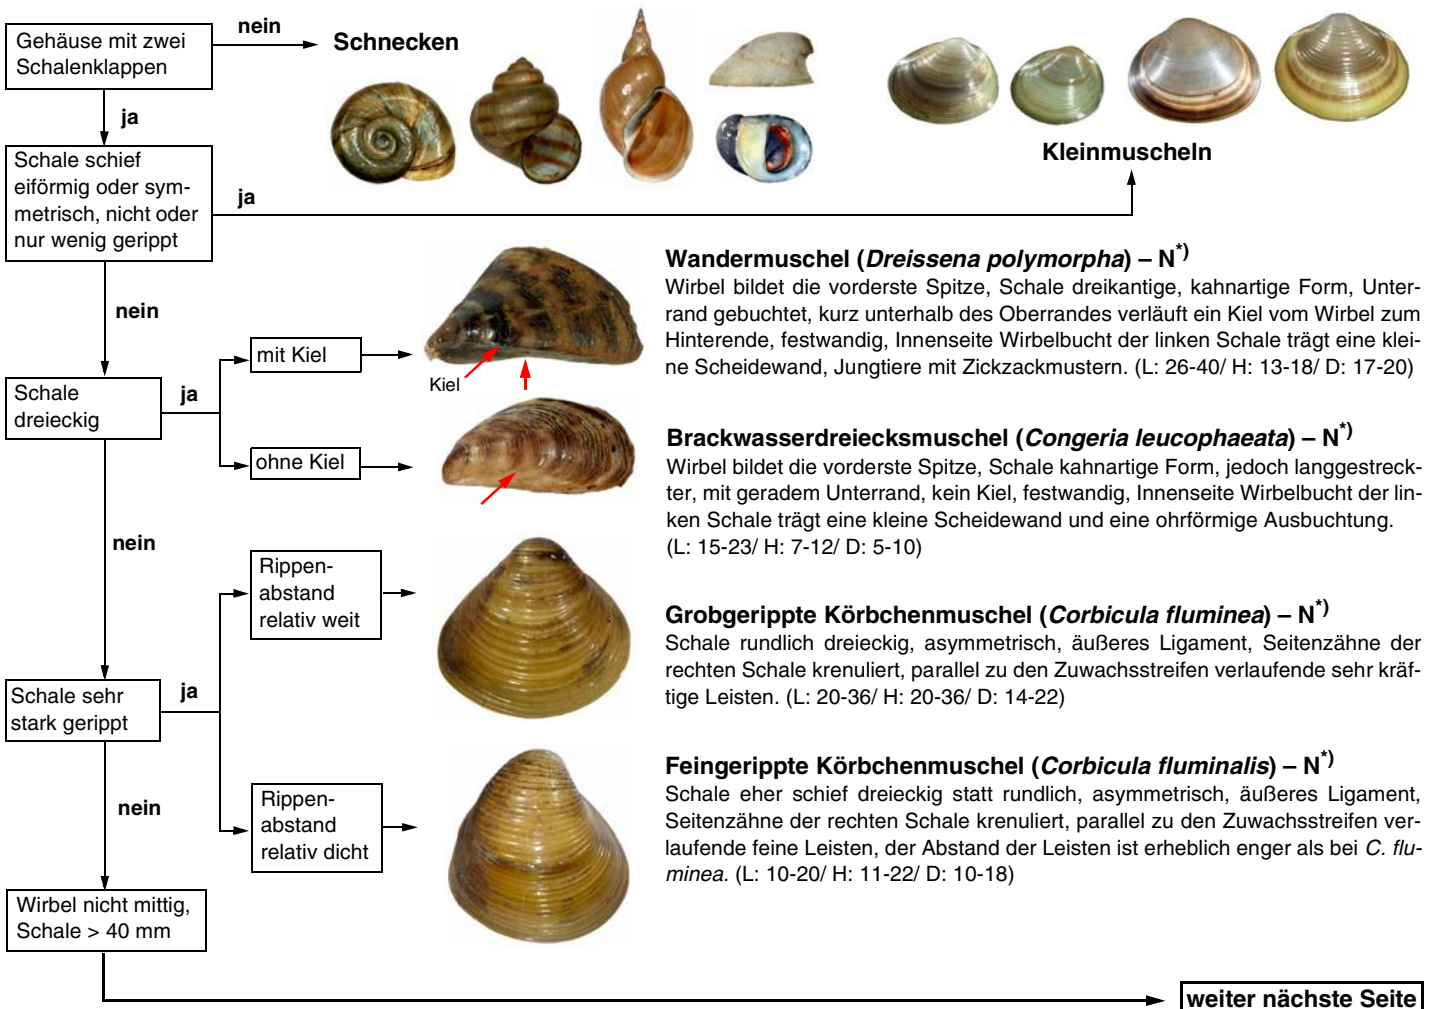 Gehäuse mit zwei
Schalenklappen
nein
Schnecken
ja
Schale schief
eiförmig oder sym-
metrisch, nicht oder
nur wenig gerippt
ja
Kleinmuscheln
nein
Schale
dreieckig
ja
mit Kiel
Kiel
Wandermuschel (Dreissena polymorpha) – N*)
Wirbel bildet die vorderste Spitze, Schale dreikantige, kahnartige Form, Unter-
rand gebuchtet, kurz unterhalb des Oberrandes verläuft ein Kiel vom Wirbel zum
Hinterende, festwandig, Innenseite Wirbelbucht der linken Schale trägt eine klei-
ne Scheidewand, Jungtiere mit Zickzackmustern. (L: 26-40/ H: 13-18/ D: 17-20)
ohne Kiel
Brackwasserdreiecksmuschel (Congeria leucophaeata) – N*)
Wirbel bildet die vorderste Spitze, Schale kahnartige Form, jedoch langgestreck-
ter, mit geradem Unterrand, kein Kiel, festwandig, Innenseite Wirbelbucht der lin-
ken Schale trägt eine kleine Scheidewand und eine ohrförmige Ausbuchtung.
(L: 15-23/ H: 7-12/ D: 5-10)
nein
Schale sehr
stark gerippt
ja
Rippen-
abstand
relativ weit
Grobgerippte Körbchenmuschel (Corbicula fluminea) – N*)
Schale rundlich dreieckig, asymmetrisch, äußeres Ligament, Seitenzähne der
rechten Schale krenuliert, parallel zu den Zuwachsstreifen verlaufende sehr kräf-
tige Leisten. (L: 20-36/ H: 20-36/ D: 14-22)
Rippen-
abstand
relativ dicht
Feingerippte Körbchenmuschel (Corbicula fluminalis) – N*)
Schale eher schief dreieckig statt rundlich, asymmetrisch, äußeres Ligament,
Seitenzähne der rechten Schale krenuliert, parallel zu den Zuwachsstreifen ver-
laufende feine Leisten, der Abstand der Leisten ist erheblich enger als bei C. flu-
minea. (L: 10-20/ H: 11-22/ D: 10-18)
nein
Wirbel nicht mittig,
Schale > 40 mm
weiter nächste Seite